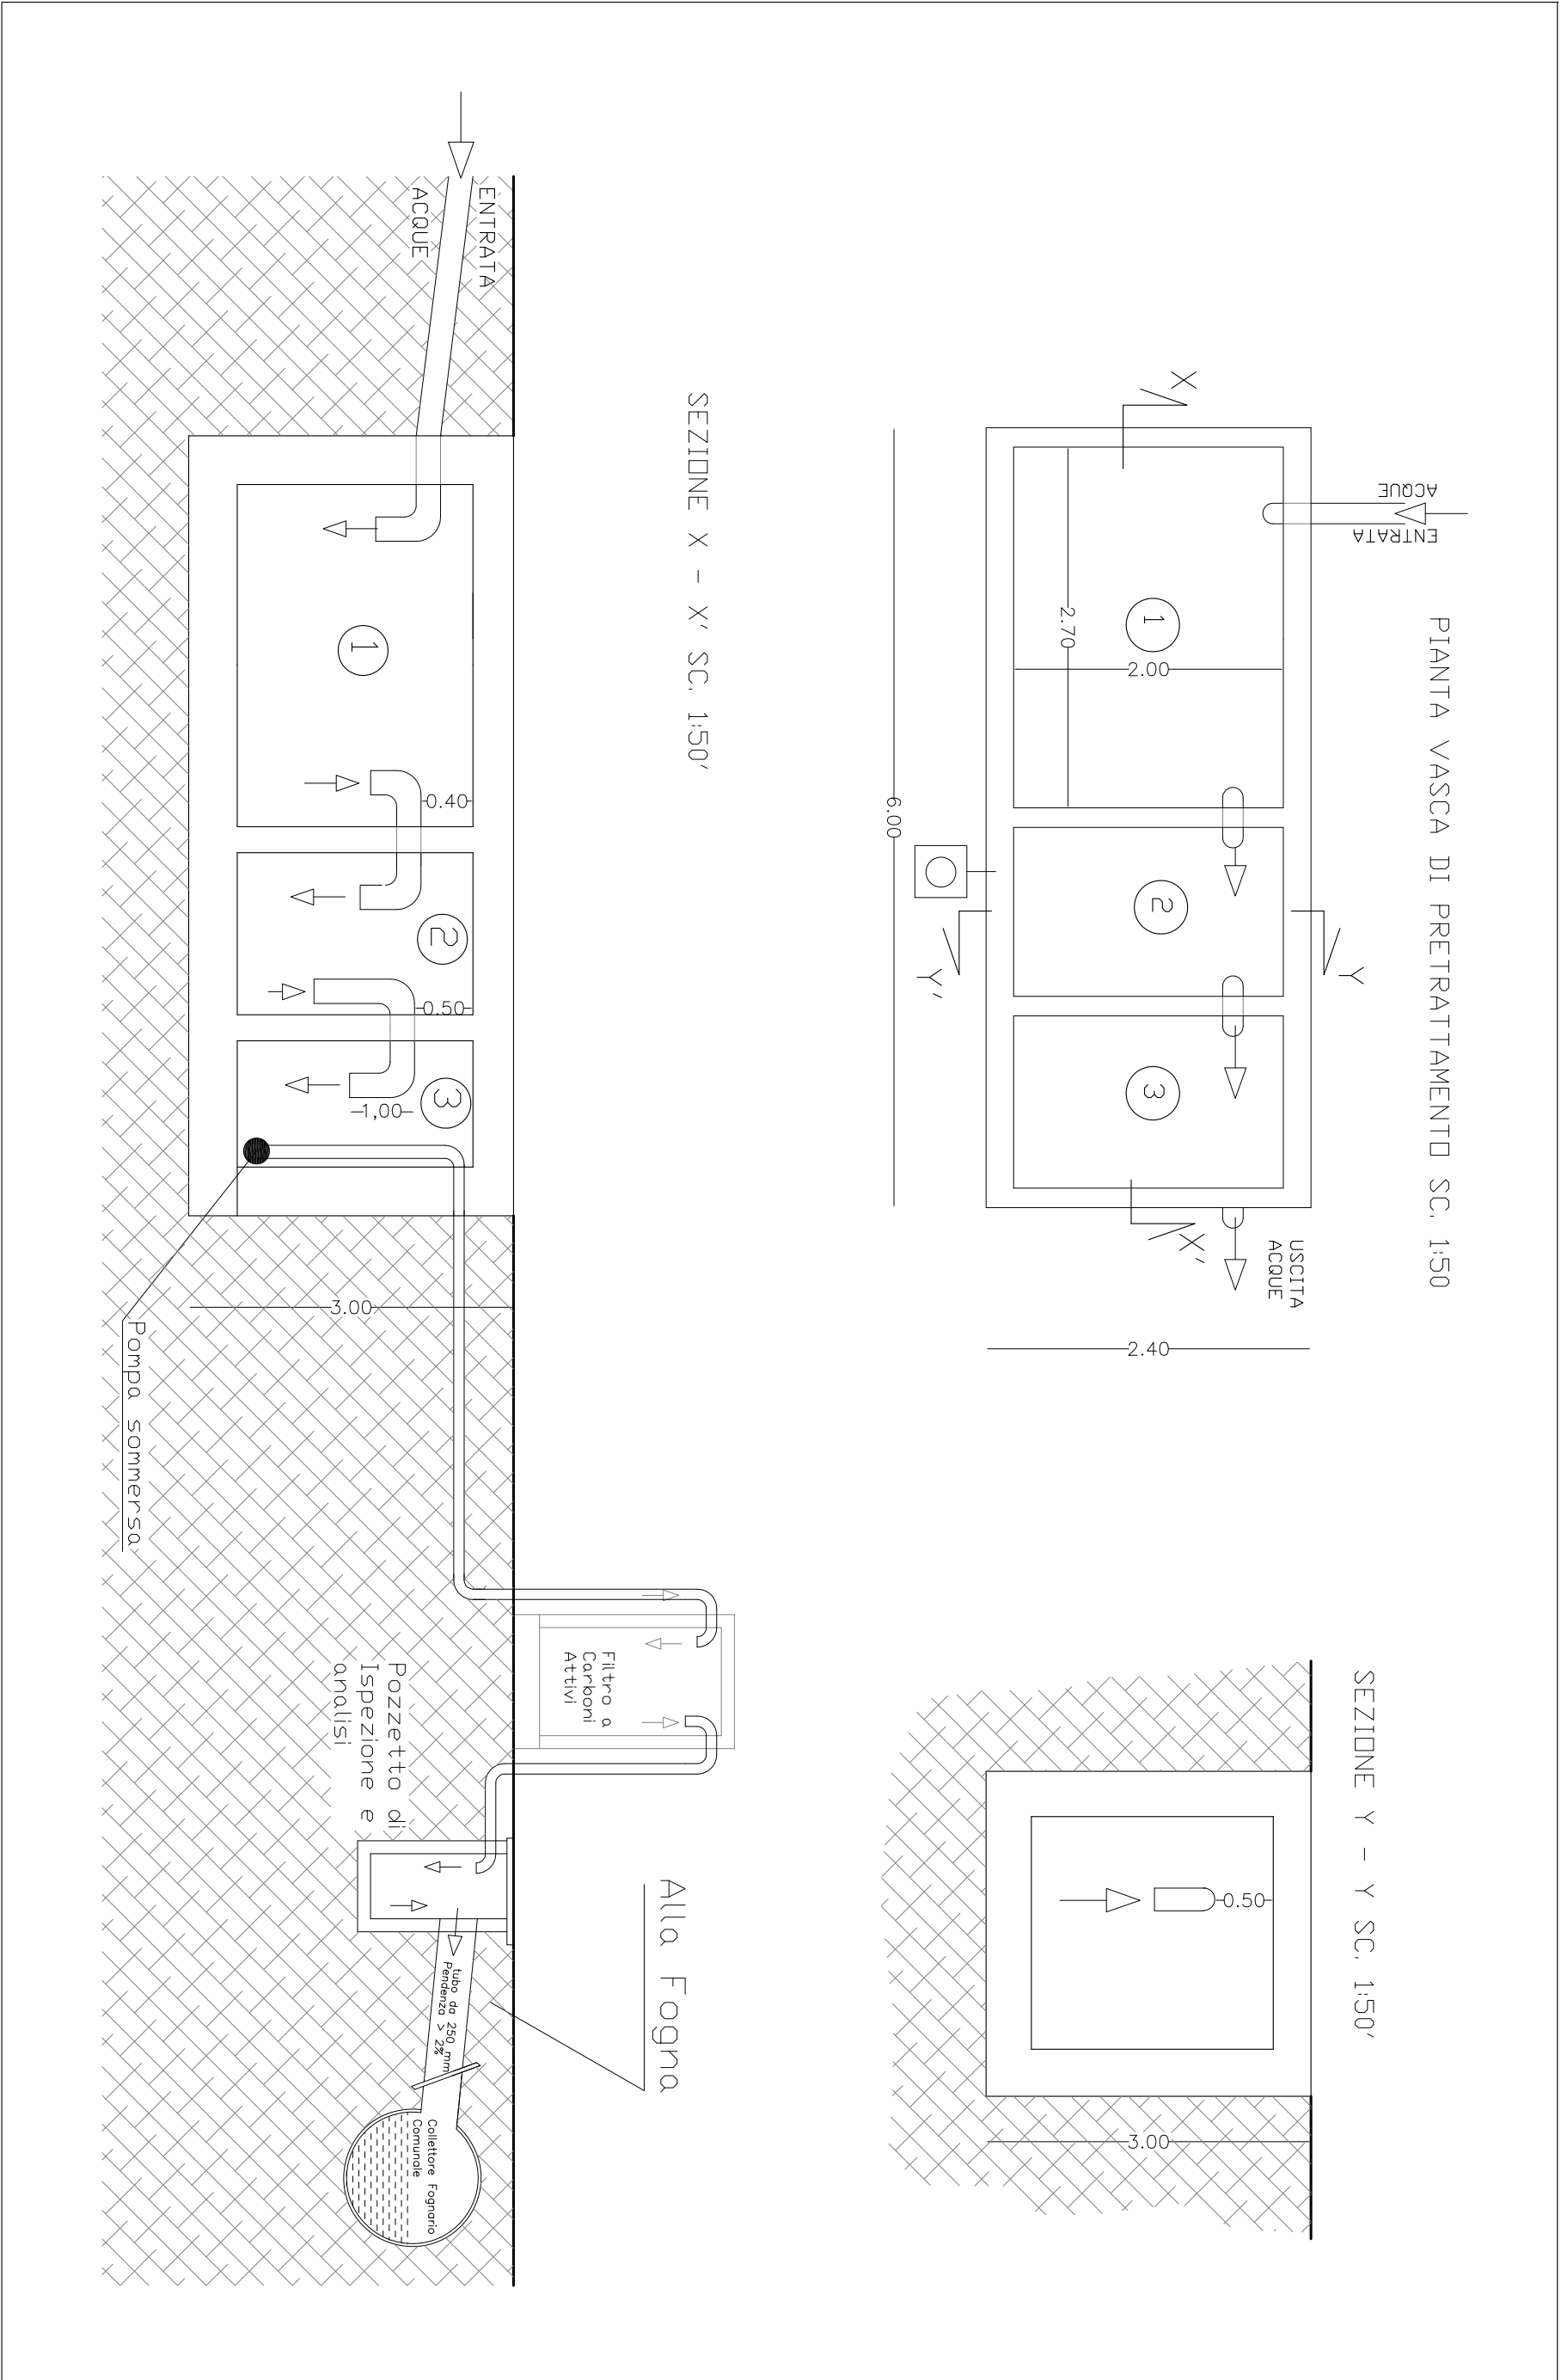 PIANTA VASCA DI PRETRATTAMENTO SC. 1:50
ENTRATA
ACQUE
X
1
2.00
2.70
2
3
Y
Y'
X'
USCITA
ACQUE
6.00
2.40
SEZIONE Y - Y SC. 1:50'
0.50
3.00
SEZIONE X - X' SC. 1:50'
ENTRATA
ACQUE
1
0.40
2
0.50
3
1,00
3.00
Pompa sommersa
Filtro a
Carboni
Attivi
Pozzetto di
Ispezione e
analisi
Alla Fogna
tubo da 250 mm
Pendenza > 2%
Collettore Fognario
Comunale